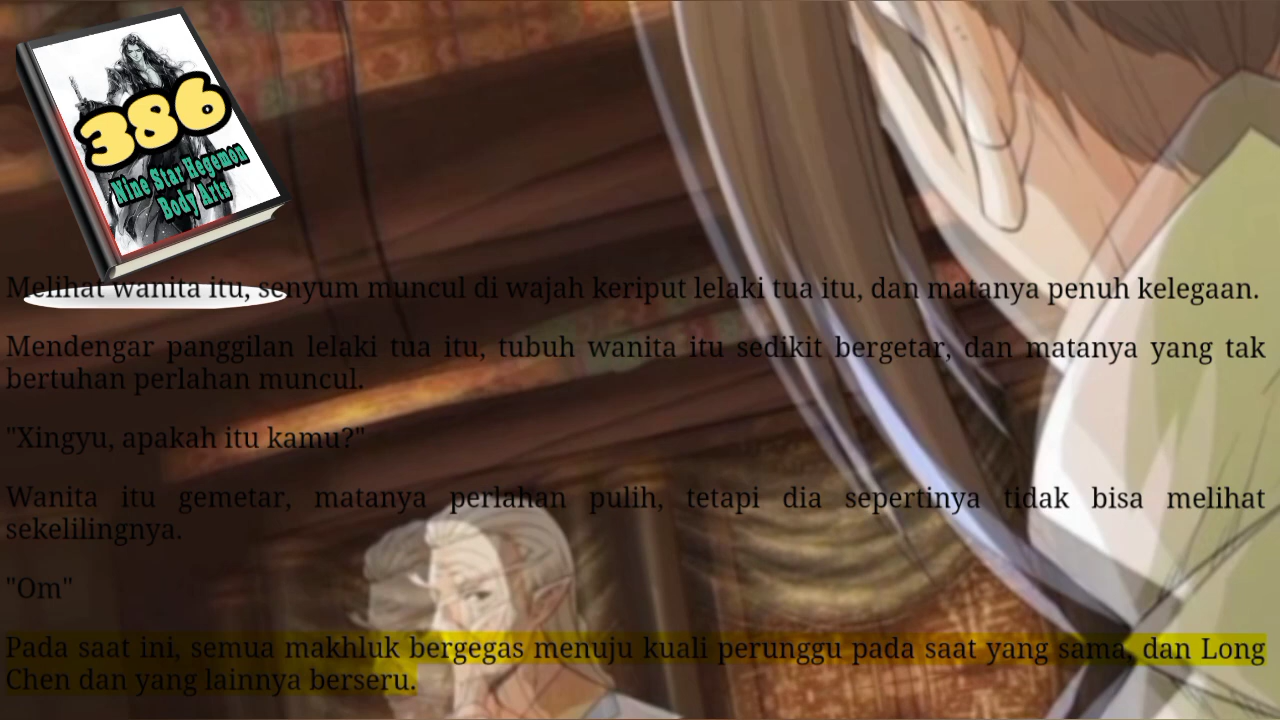 386
Nine Star Hegemon
Body Arts
Melihat wanita itu, senyum muncul di wajah keriput lelaki tua itu, dan matanya penuh kelegaan.
Mendengar panggilan lelaki tua itu, tubuh wanita itu sedikit bergetar, dan matanya yang tak
bertuhan perlahan muncul.
"Xingyu, apakah itu kamu?"
Wanita itu gemetar, matanya perlahan pulih, tetapi dia sepertinya tidak bisa melihat
sekelilingnya.
"Om"
Pada saat ini, semua makhluk bergegas menuju kuali perunggu pada saat yang sama, dan Long
Chen dan yang lainnya berseru.